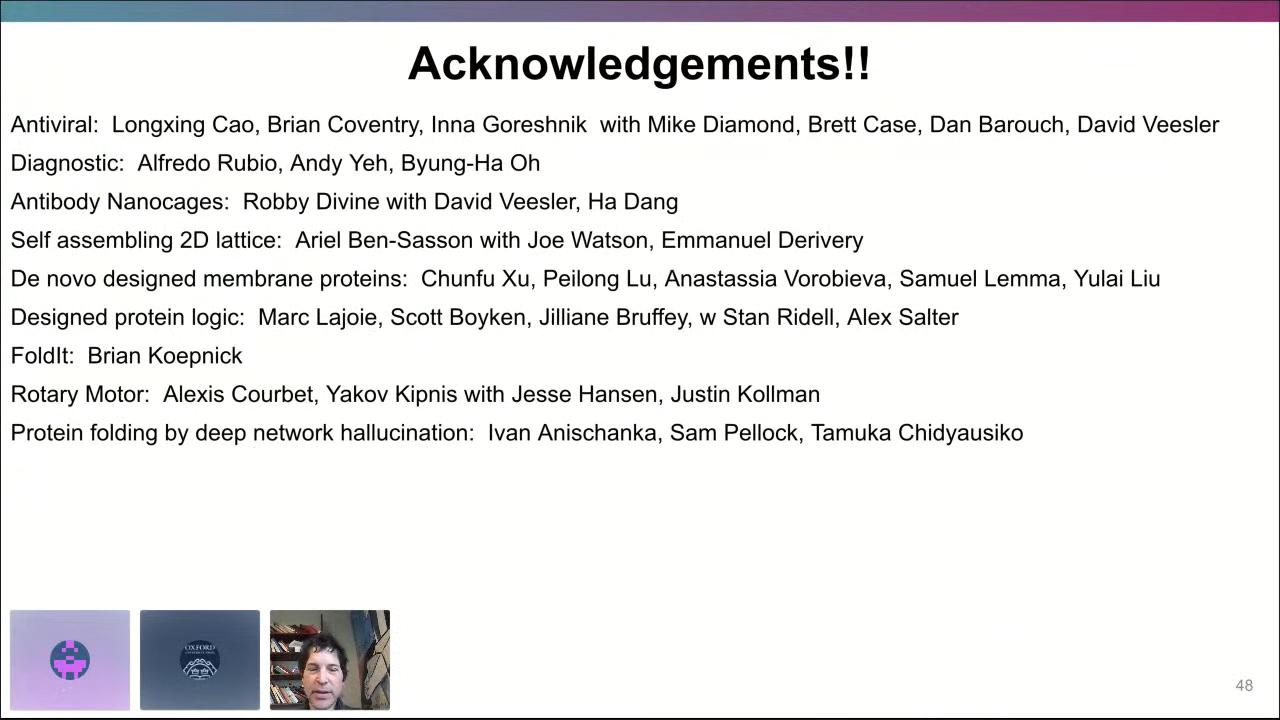 Acknowledgements!!
Antiviral: Longxing Cao, Brian Coventry, Inna Goreshnik with Mike Diamond, Brett Case, Dan Barouch, David Veesler
Diagnostic: Alfredo Rubio, Andy Yeh, Byung-Ha Oh
Antibody Nanocages: Robby Divine with David Veesler, Ha Dang
Self assembling 2D lattice: Ariel Ben-Sasson with Joe Watson, Emmanuel Derivery
De novo designed membrane proteins: Chunfu Xu, Peilong Lu, Anastassia Vorobieva, Samuel Lemma, Yulai Liu
Designed protein logic: Marc Lajoie, Scott Boyken, Jilliane Bruffey, w Stan Ridell, Alex Salter
FoldIt: Brian Koepnick
Rotary Motor: Alexis Courbet, Yakov Kipnis with Jesse Hansen, Justin Kollman
Protein folding by deep network hallucination: Ivan Anischanka, Sam Pellock, Tamuka Chidyausiko
OXFORD
48